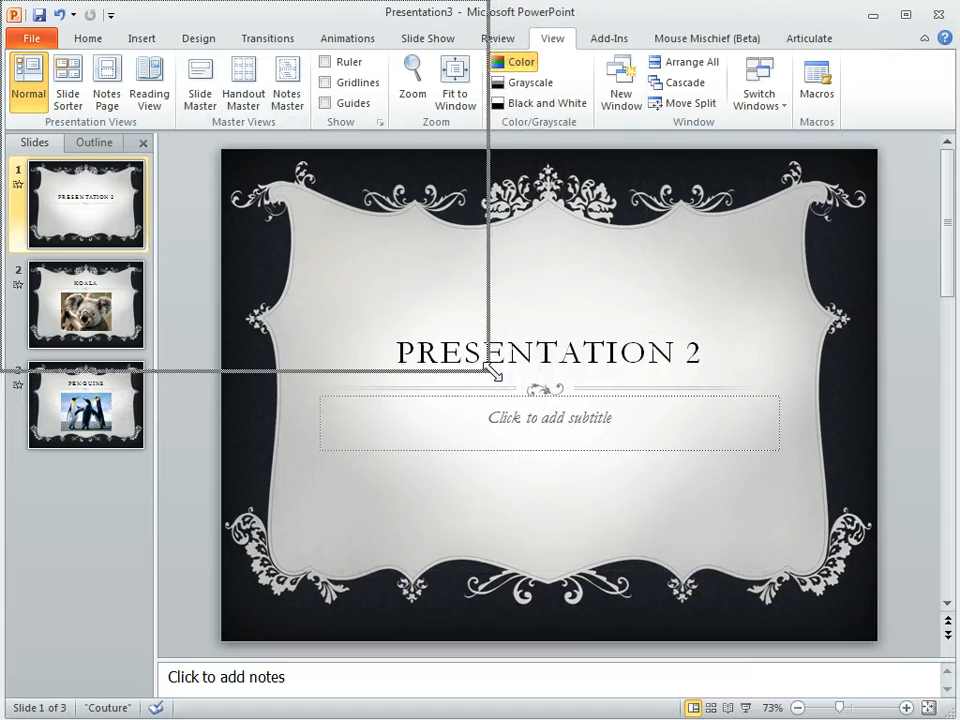 Presentation3 - Microsoft PowerPoint
File Home Insert Design Transitions Animations Slide Show Review View Add-Ins Mouse Mischief (Beta) Articulate
Normal Slide Sorter Notes Page Reading View
Presentation Views
Slide Master Handout Master Notes Master
Master Views
Ruler
Gridlines
Guides
Show
Zoom Fit to Window
Zoom
Color
Grayscale
Black and White
Color/Grayscale
New Window
Arrange All
Cascade
Move Split
Window
Switch Windows
Macros
Macros
Slides Outline
1
PRESENTATION 2
2
KOALA
3
PENGUINS
PRESENTATION 2
Click to add subtitle
Click to add notes
Slide 1 of 3 "Couture" 73%